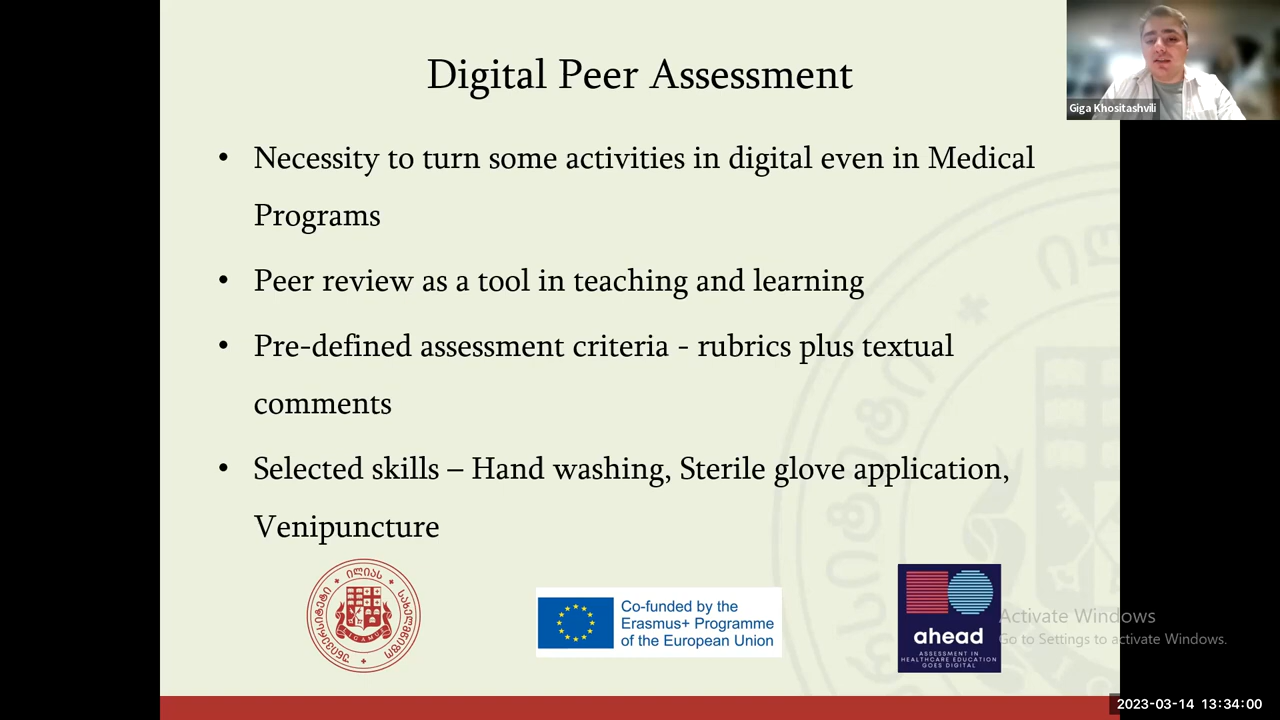 Digital Peer Assessment
Giga Khositashvili
• Necessity to turn some activities in digital even in Medical
Programs
• Peer review as a tool in teaching and learning
• Pre-defined assessment criteria - rubrics plus textual
comments
• Selected skills – Hand washing, Sterile glove application,
Venipuncture
ილიას სახელმწიფო უნივერსიტეტი
Co-funded by the
Erasmus+ Programme
of the European Union
ahead
ASSESSMENT IN
HEALTHCARE EDUCATION
GOES DIGITAL
Activate Windows
Go to Settings to activate Windows.
2023-03-14 13:34:00